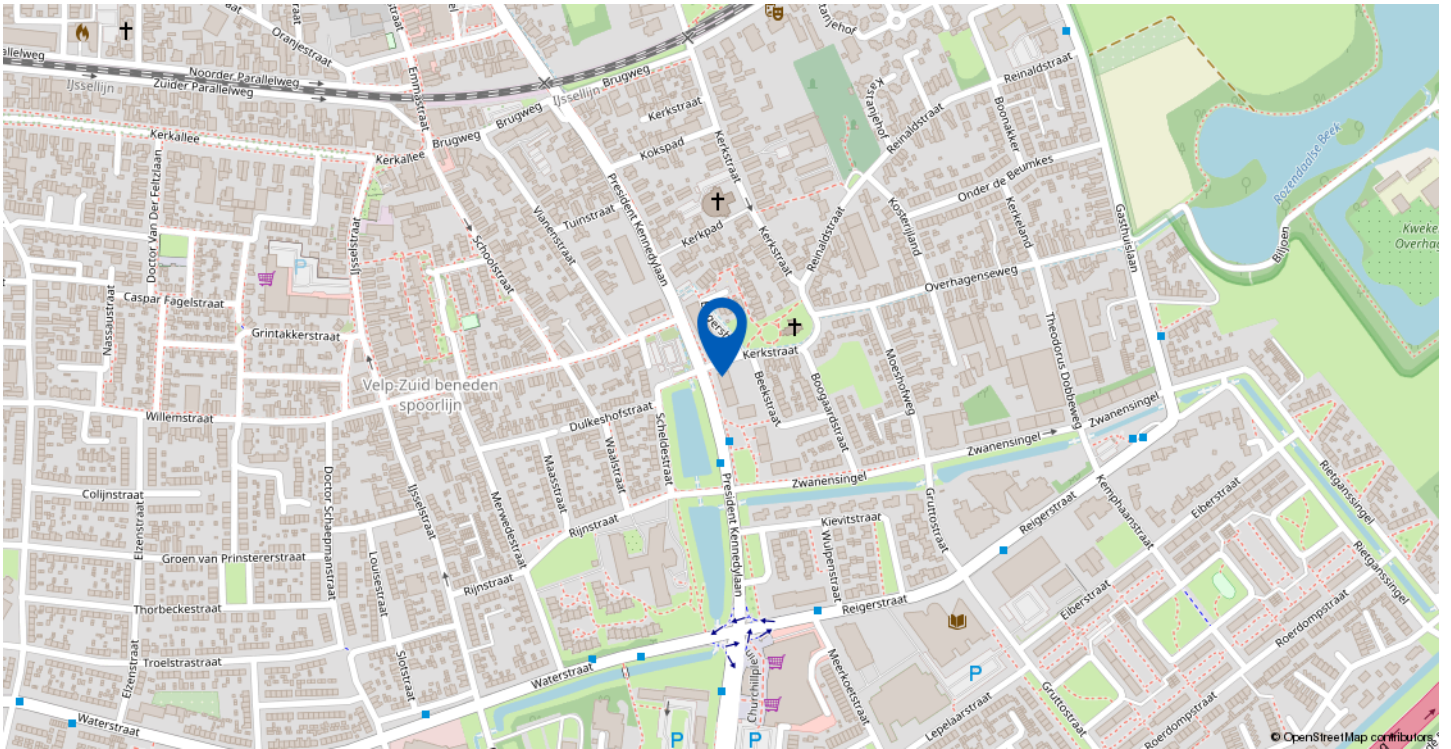 Oranjestraat
Emmastraat
Noorder Parallelweg
Zuider Parallelweg
IJssellijn
IJssellijn
Brugweg
Brugweg
Brugweg
Kerkallee
Kerkallee
Kerkstraat
Kokspad
Kerkstraat
Kastanjehof
Reinaldstraat
Reinaldstraat
Boonakker
Onder de Beumkes
Rozendaalse Beek
Doctor Van Der Feltzlaan
IJsselstraat
Schoolstraat
Vianenstraat
Tuinstraat
President Kennedylaan
Kerkpad
Kerkstraat
Reinaldstraat
Kosterijland
Kerkeland
Gasthuislaan
Biljoen
Overhagenseweg
Caspar Fagelstraat
Nassaustraat
Grintakkerstraat
P
Velp-Zuid beneden
spoorlijn
Kerkstraat
Beekstraat
Boogaardstraat
Moeshofweg
Theodorus Dobbeweg
Willemstraat
Dulkeshofstraat
Scheldestraat
Waalstraat
Maasstraat
Merwedestraat
IJsselstraat
Zwanensingel
Zwanensingel
Zwanensingel
Colijnstraat
Elzenstraat
Doctor Schaepmanstraat
Rijnstraat
President Kennedylaan
Kievitstraat
Wulpenstraat
Gruttostraat
Reigerstraat
Kemphaanstraat
Eiberstraat
Rietganssingel
Rietganssingel
Groen van Prinstererstraat
Louisestraat
Rijnstraat
Thorbeckestraat
Reigerstraat
Eiberstraat
Roerdompstraat
Troelstrastraat
Elzenstraat
Slotstraat
Waterstraat
Waterstraat
Churchillplein
Meerkoetstraat
P
Lepelaarstraat
Gruttostraat
Roerdompstraat
P
P
© OpenStreetMap contributors